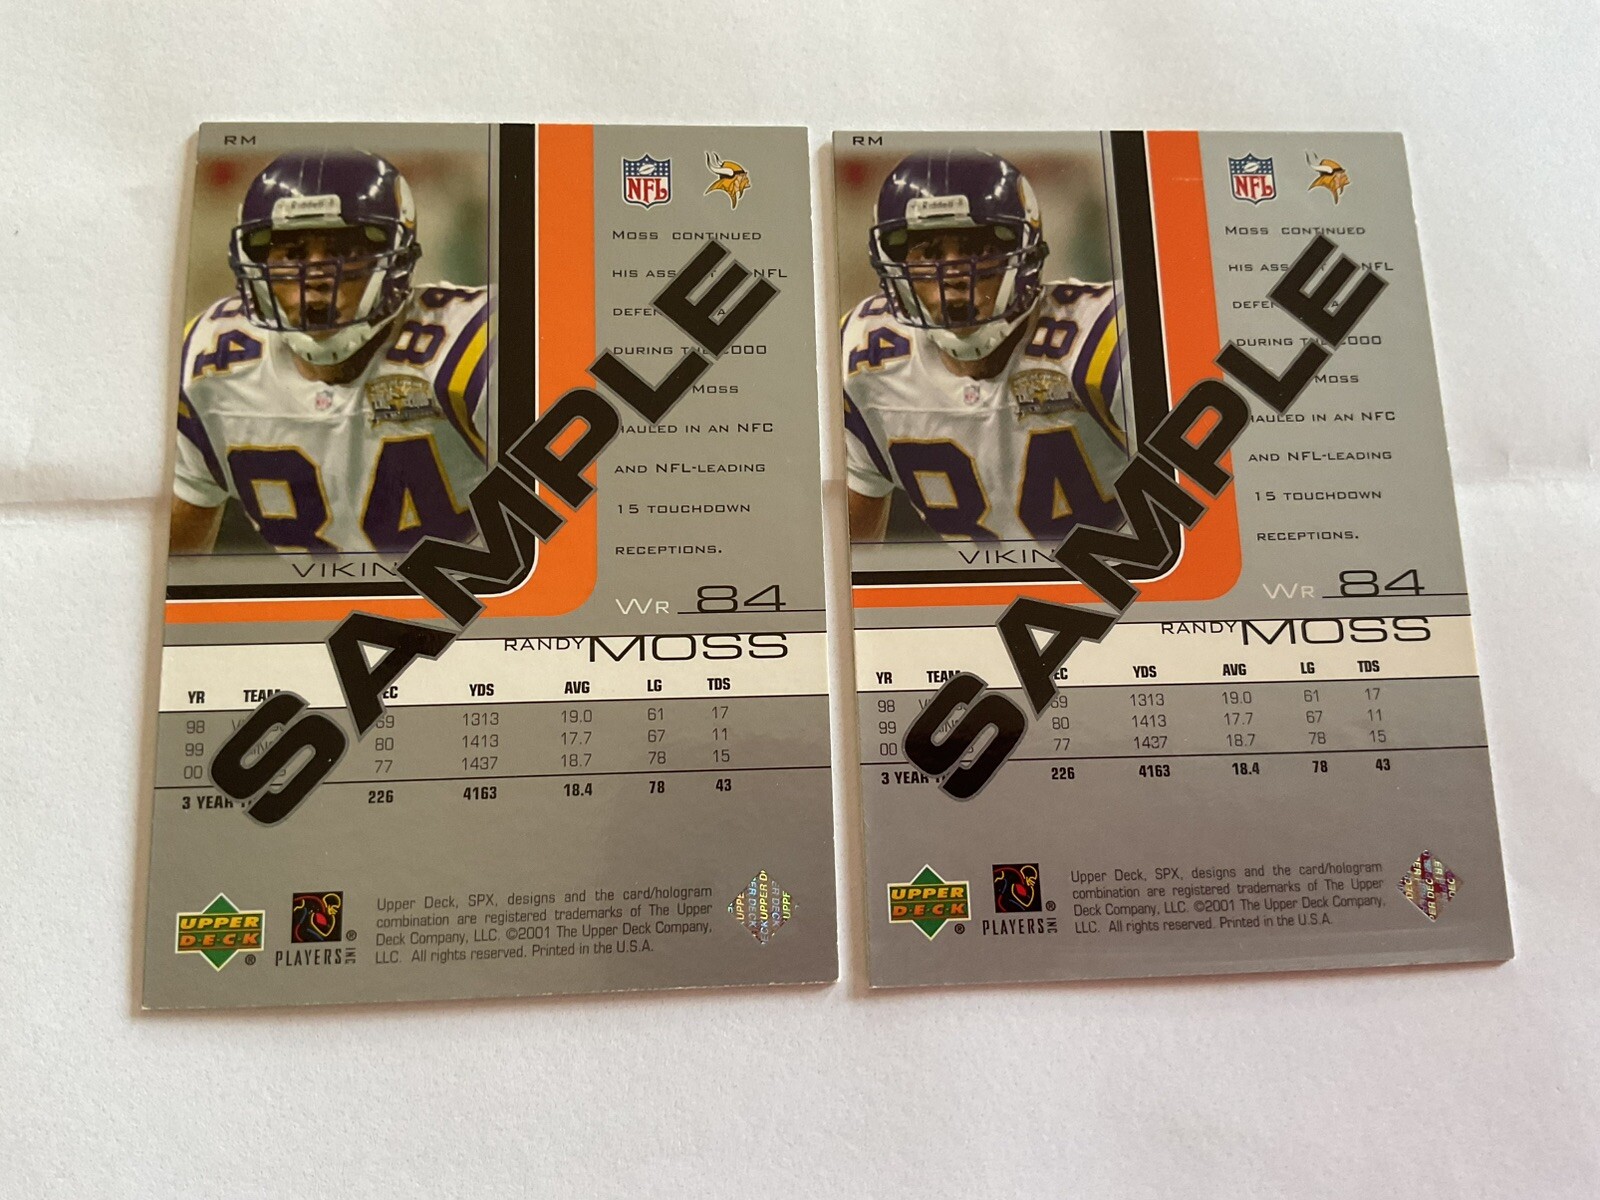 RM
Riddell
84
84
84
VIKIN
NFL
MOSS CONTINUED
HIS ASS T NFL
DEFEN A
DURING THE 2000
MOSS
HAULED IN AN NFC
AND NFL-LEADING
15 TOUCHDOWN
RECEPTIONS.
WR 84
RANDY MOSS
YR TEAM EC YDS AVG LG TDS
98 69 1313 19.0 61 17
99 80 1413 17.7 67 11
00 77 1437 18.7 78 15
3 YEAR 226 4163 18.4 78 43
SAMPLE
UPPER DECK ®
PLAYERS INC ®
Upper Deck, SPX, designs and the card/hologram
combination are registered trademarks of The Upper
Deck Company, LLC. ©2001 The Upper Deck Company,
LLC. All rights reserved. Printed in the U.S.A.
UPPER DECK
RM
Riddell
84
84
84
VIKIN
NFL
MOSS CONTINUED
HIS ASS T NFL
DEFE A
DURING THE 2000
MOSS
HAULED IN AN NFC
AND NFL-LEADING
15 TOUCHDOWN
RECEPTIONS.
WR 84
RANDY MOSS
YR TEAM EC YDS AVG LG TDS
98 69 1313 19.0 61 17
99 80 1413 17.7 67 11
00 77 1437 18.7 78 15
3 YEAR 226 4163 18.4 78 43
SAMPLE
UPPER DECK ®
PLAYERS INC ®
Upper Deck, SPX, designs and the card/hologram
combination are registered trademarks of The Upper
Deck Company, LLC. ©2001 The Upper Deck Company,
LLC. All rights reserved. Printed in the U.S.A.